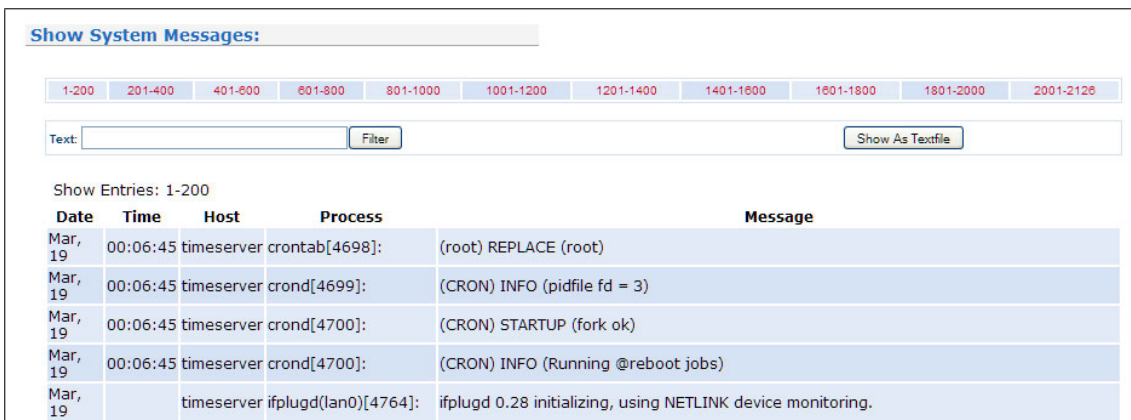 Show System Messages:
1-200 201-400 401-600 601-800 801-1000 1001-1200 1201-1400 1401-1600 1601-1800 1801-2000 2001-2126
Text: Filter Show As Textfile
Show Entries: 1-200
Date Time Host Process Message
Mar, 19 00:06:45 timeserver crontab[4698]: (root) REPLACE (root)
Mar, 19 00:06:45 timeserver crond[4699]: (CRON) INFO (pidfile fd = 3)
Mar, 19 00:06:45 timeserver crond[4700]: (CRON) STARTUP (fork ok)
Mar, 19 00:06:45 timeserver crond[4700]: (CRON) INFO (Running @reboot jobs)
Mar, 19 timeserver ifplugd(lan0)[4764]: ifplugd 0.28 initializing, using NETLINK device monitoring.